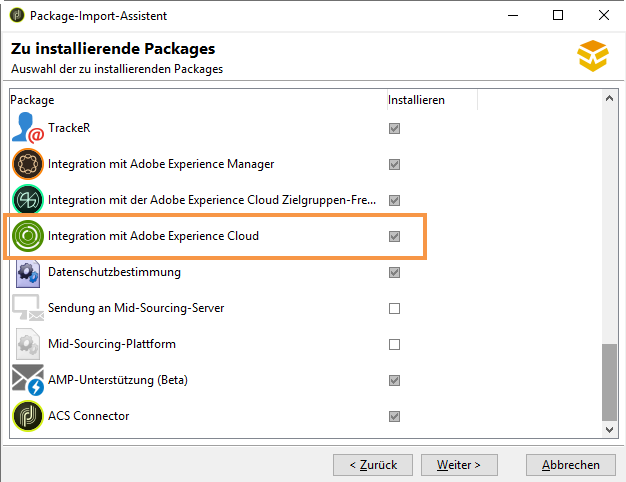 Package-Import-Assistent
Zu installierende Packages
Auswahl der zu installierenden Packages
Package Installieren
TrackeR
Integration mit Adobe Experience Manager
Integration mit der Adobe Experience Cloud Zielgruppen-Fre...
Integration mit Adobe Experience Cloud
Datenschutzbestimmung
Sendung an Mid-Sourcing-Server
Mid-Sourcing-Plattform
AMP-Unterstützung (Beta)
ACS Connector
< Zurück Weiter > Abbrechen